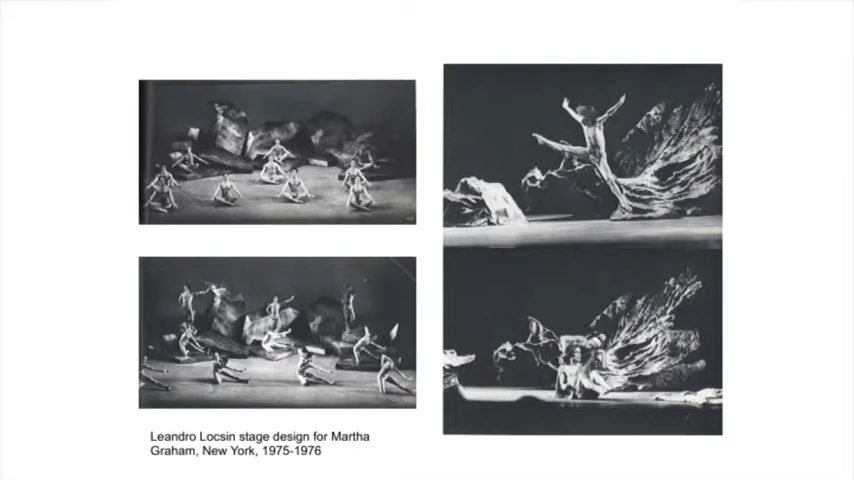 Leandro Locsin stage design for Martha
Graham, New York, 1975-1976